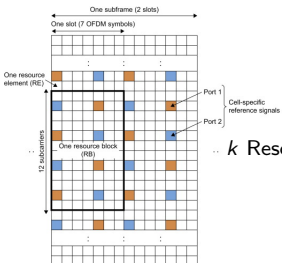 One subframe (2 slots)
One slot (7 OFDM symbols)
One resource
element (RE)
Port 1
Cell-specific
reference signals
Port 2
One resource block
(RB)
12 subcarriers
k Reso